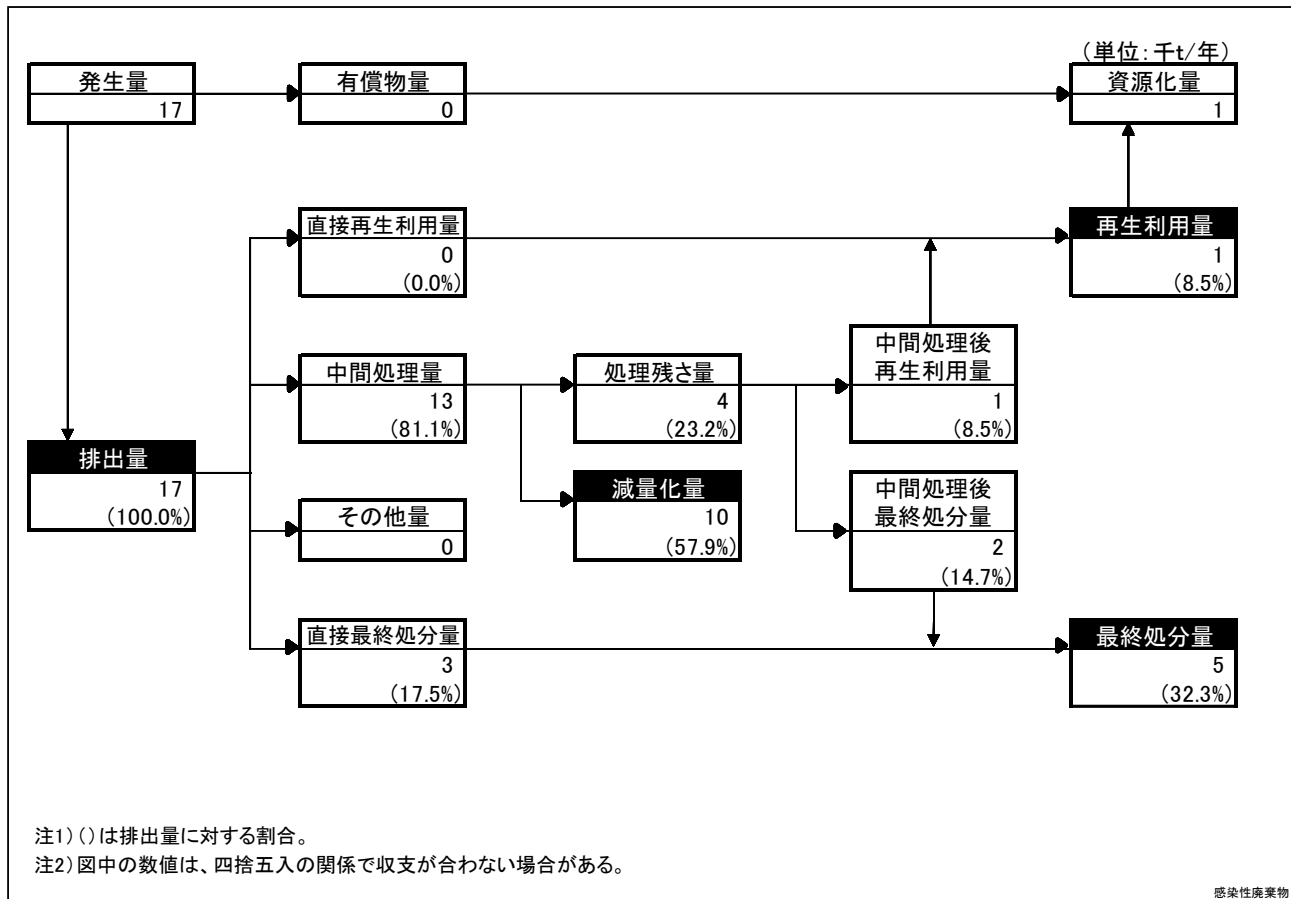 (単位:千t/年)
発生量
17
有償物量
0
資源化量
1
直接再生利用量
0
(0.0%)
再生利用量
1
(8.5%)
中間処理量
13
(81.1%)
処理残さ量
4
(23.2%)
中間処理後
再生利用量
1
(8.5%)
排出量
17
(100.0%)
減量化量
10
(57.9%)
中間処理後
最終処分量
2
(14.7%)
その他量
0
直接最終処分量
3
(17.5%)
最終処分量
5
(32.3%)
注1)()は排出量に対する割合。
注2)図中の数値は、四捨五入の関係で収支が合わない場合がある。
感染性廃棄物